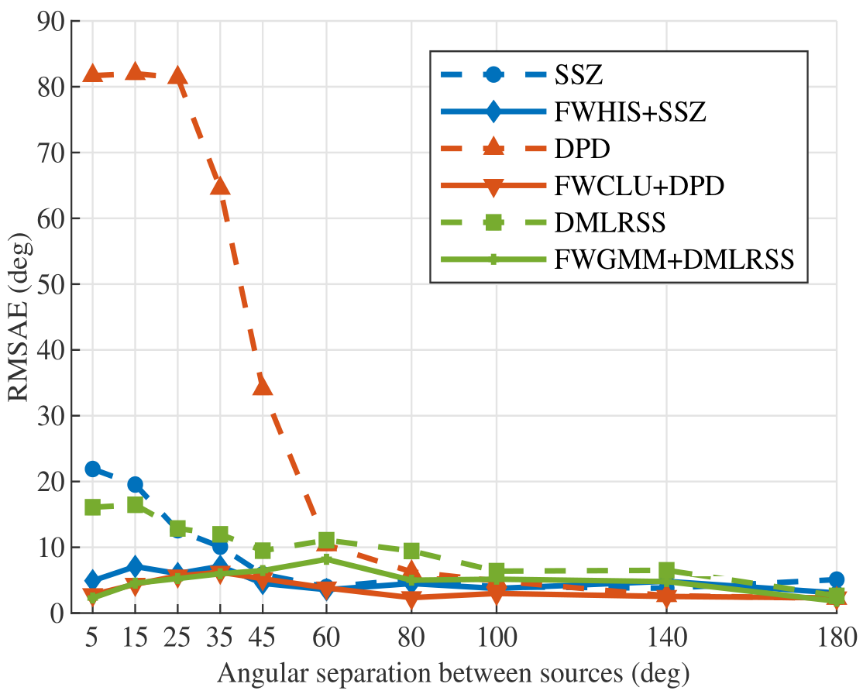 90
80
70
60
50
40
30
20
10
0
RMSAE (deg)
SSZ
FWHIS+SSZ
DPD
FWCLU+DPD
DMLRSS
FWGMM+DMLRSS
5 15 25 35 45 60 80 100 140 180
Angular separation between sources (deg)